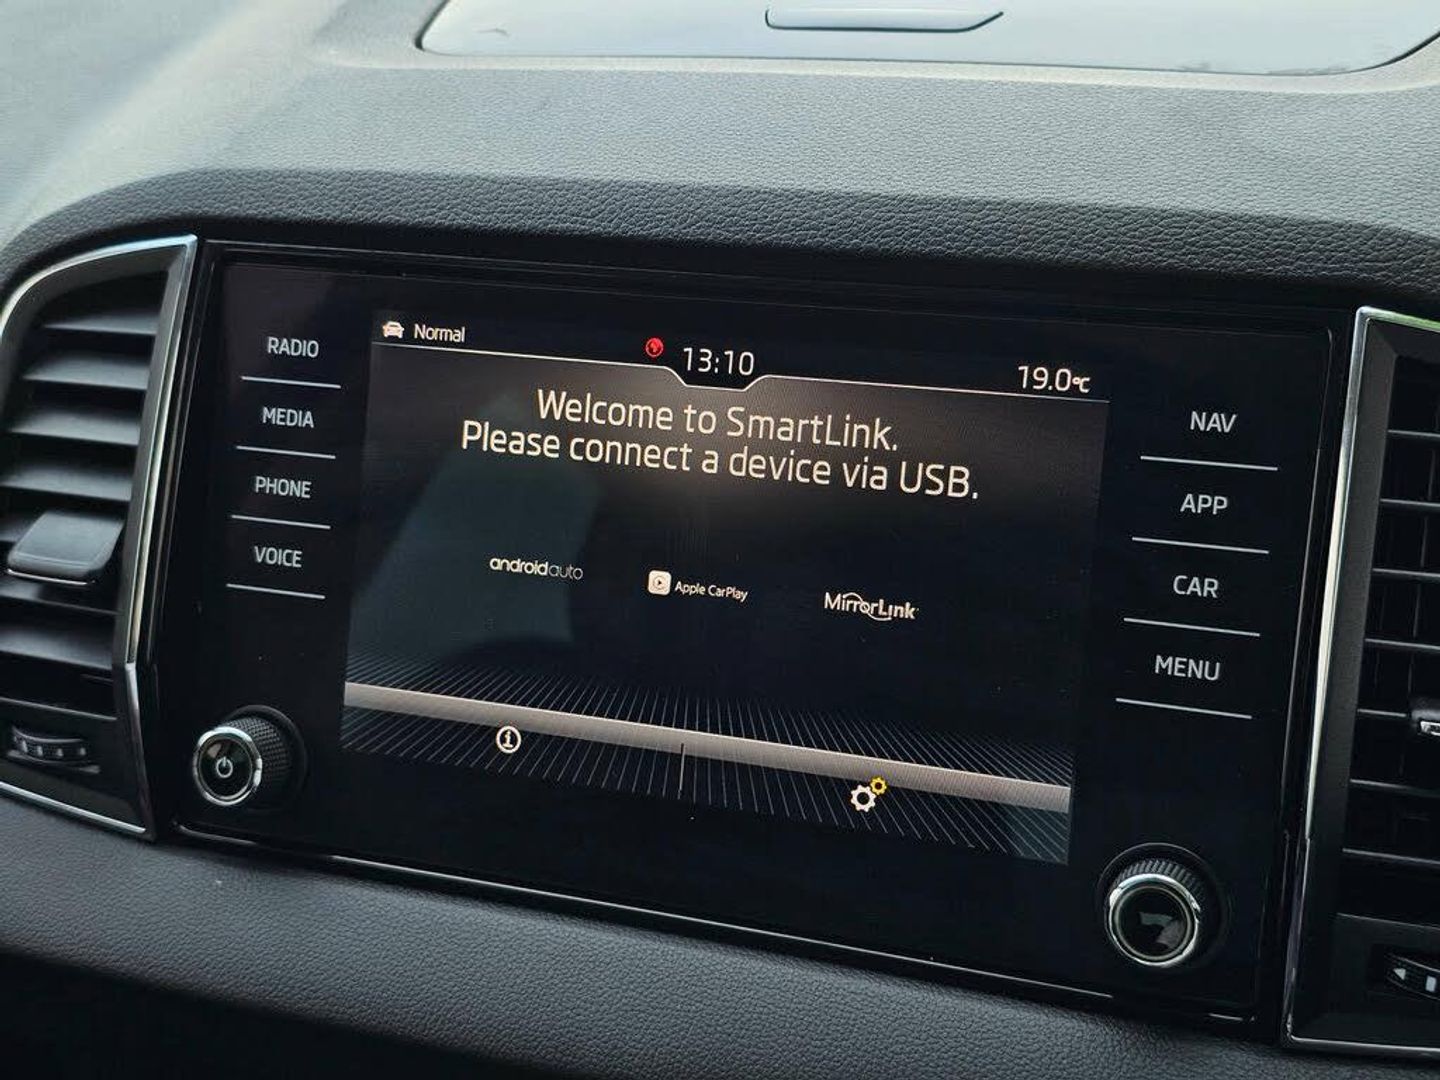 Normal
13:10
19.0°C
Welcome to SmartLink.
Please connect a device via USB.
androidauto
Apple CarPlay
MirrorLink
RADIO
MEDIA
PHONE
VOICE
NAV
APP
CAR
MENU